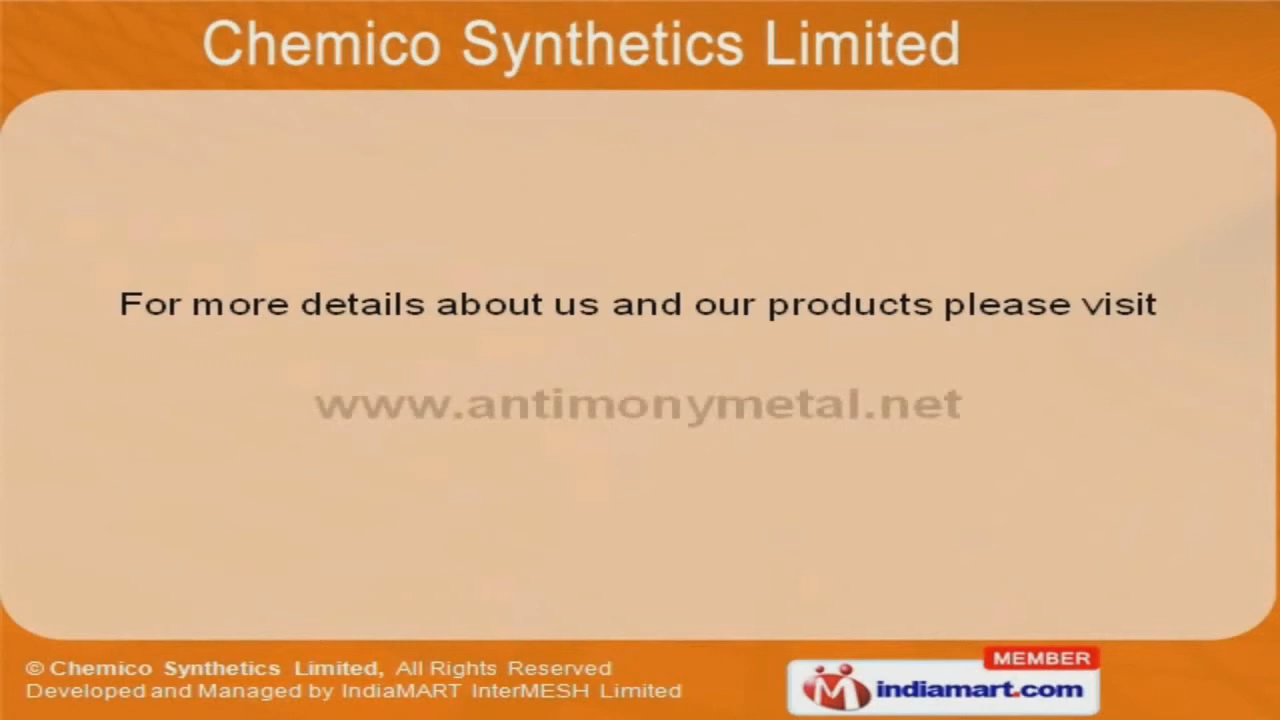 Chemico Synthetics Limited
For more details about us and our products please visit
www.antimonymetal.net
© Chemico Synthetics Limited, All Rights Reserved
Developed and Managed by IndiaMART InterMESH Limited
MEMBER
indiamart.com